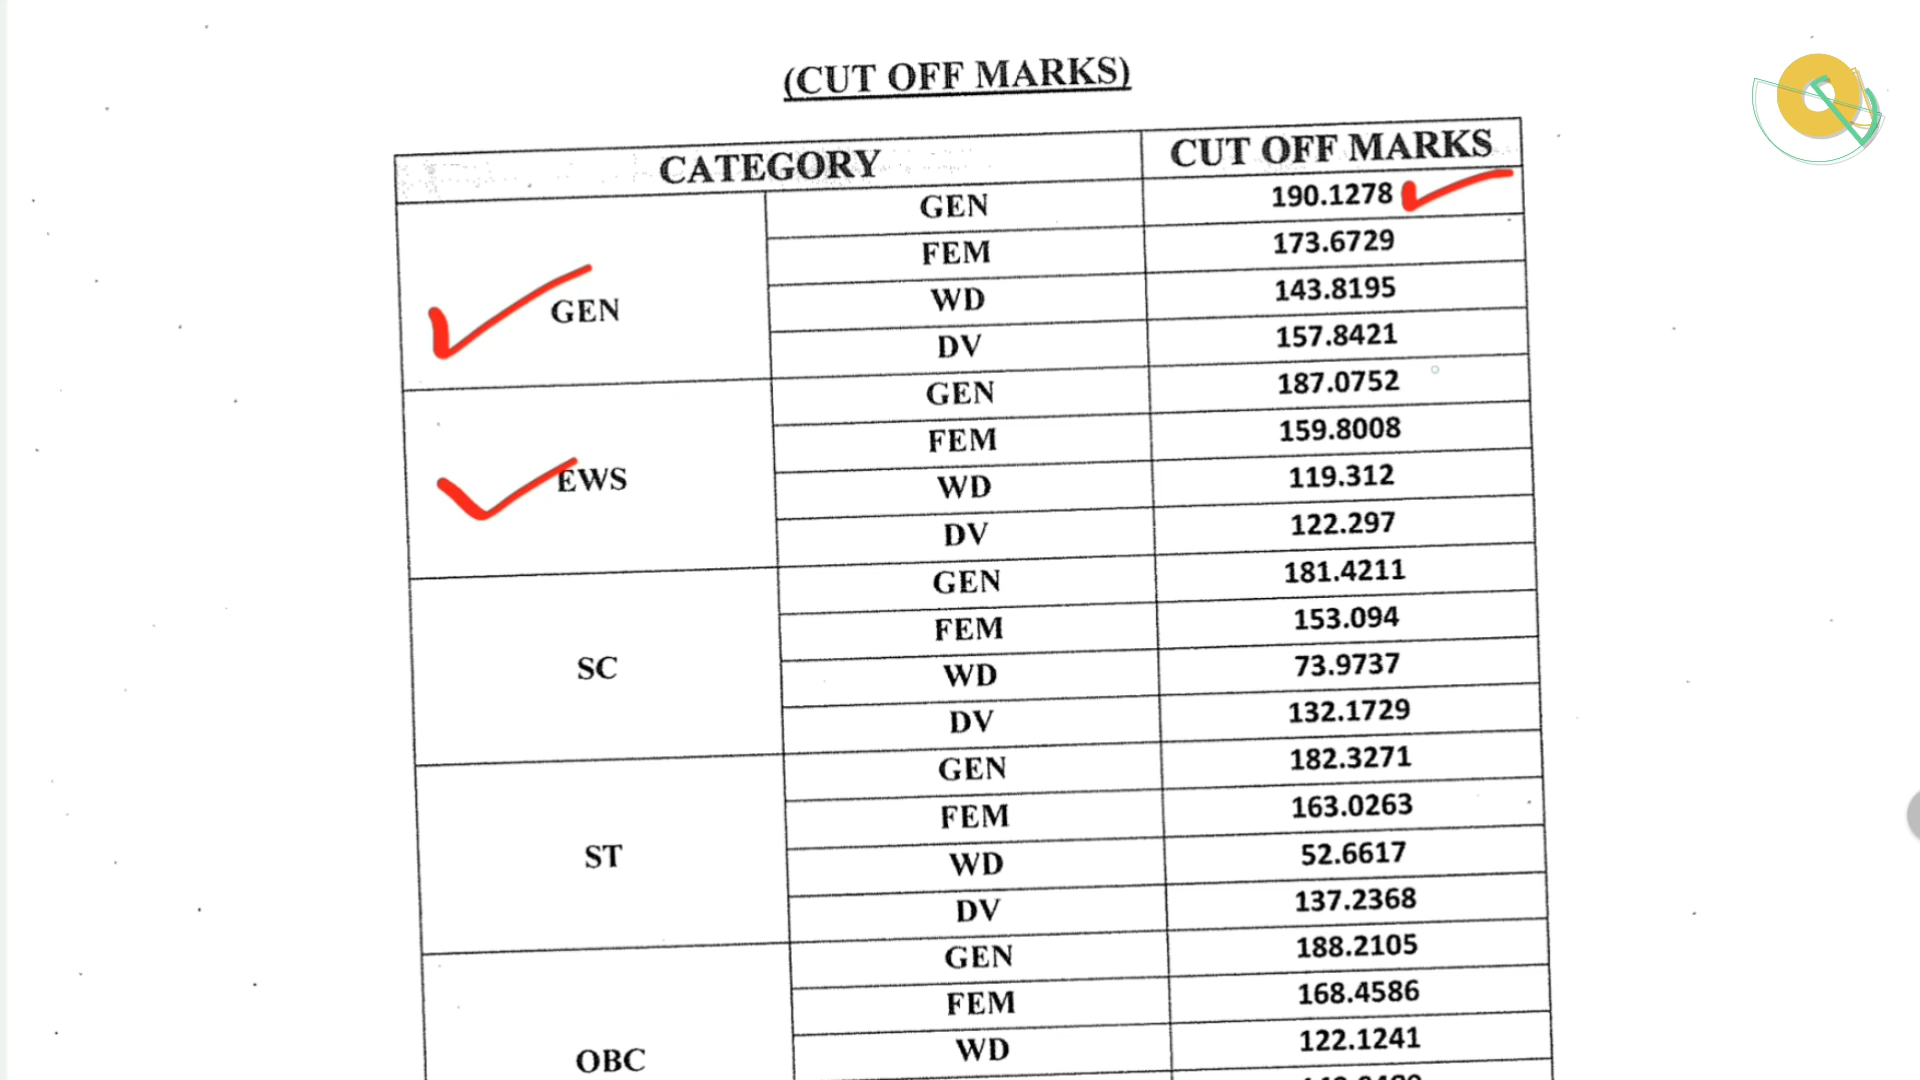 (CUT OFF MARKS)
CATEGORY CUT OFF MARKS
GEN GEN 190.1278
FEM 173.6729
WD 143.8195
DV 157.8421
EWS GEN 187.0752
FEM 159.8008
WD 119.312
DV 122.297
SC GEN 181.4211
FEM 153.094
WD 73.9737
DV 132.1729
ST GEN 182.3271
FEM 163.0263
WD 52.6617
DV 137.2368
OBC GEN 188.2105
FEM 168.4586
WD 122.1241